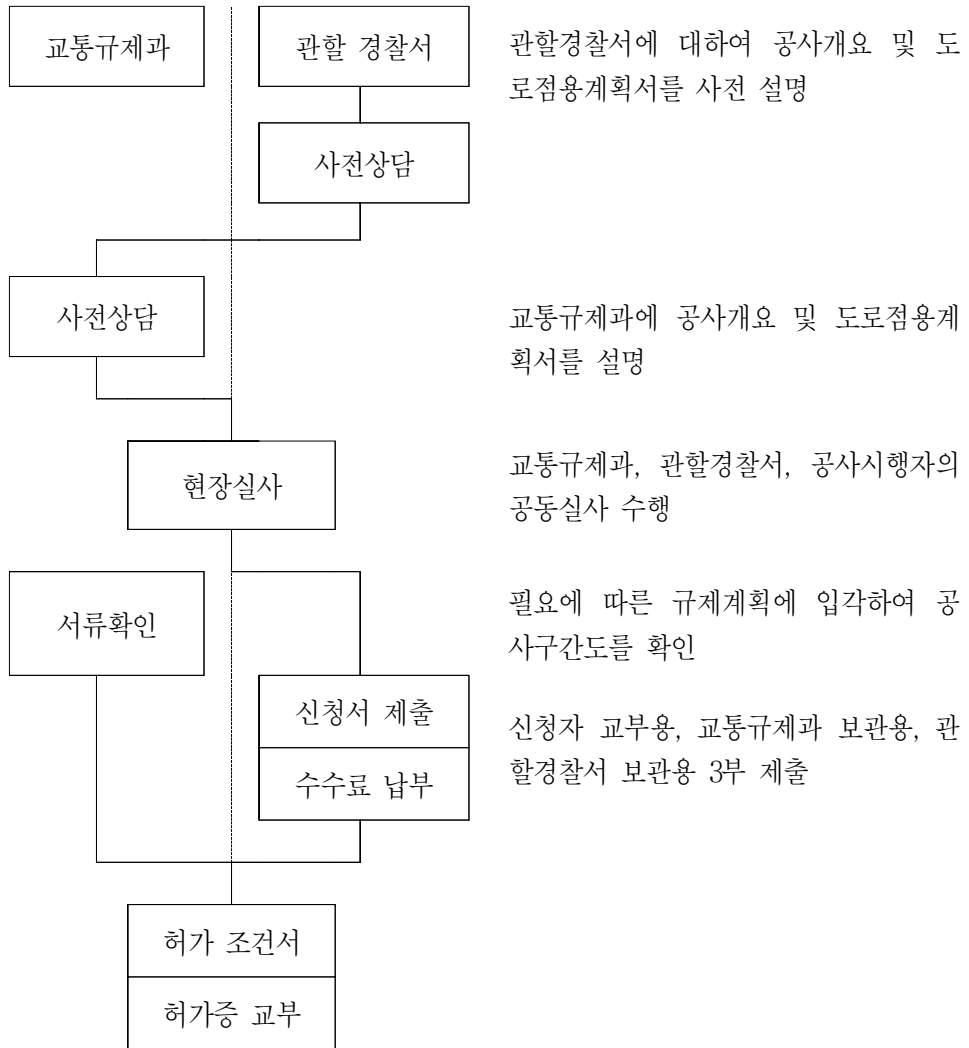 교통규제과
관할 경찰서
관할경찰서에 대하여 공사개요 및 도
로점용계획서를 사전 설명
사전상담
사전상담
교통규제과에 공사개요 및 도로점용계
획서를 설명
현장실사
교통규제과, 관할경찰서, 공사시행자의
공동실사 수행
서류확인
필요에 따른 규제계획에 입각하여 공
사구간도를 확인
신청서 제출
수수료 납부
신청자 교부용, 교통규제과 보관용, 관
할경찰서 보관용 3부 제출
허가 조건서
허가증 교부